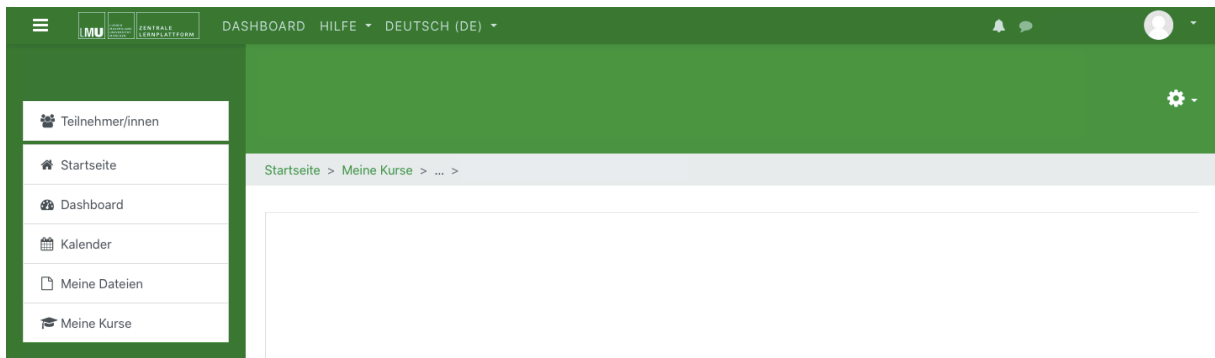 LMU
ZENTRALE
LERNPLATTFORM
DASHBOARD HILFE DEUTSCH (DE)
Teilnehmer/innen
Startseite
Dashboard
Kalender
Meine Dateien
Meine Kurse
Startseite > Meine Kurse > ... >